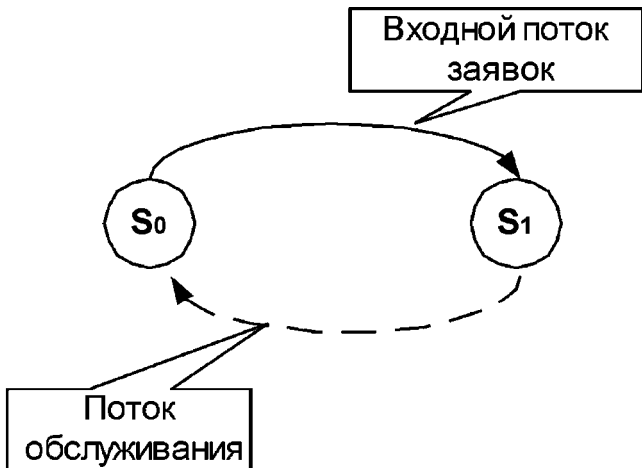 Входной поток
заявок
S0
S1
Поток
обслуживания